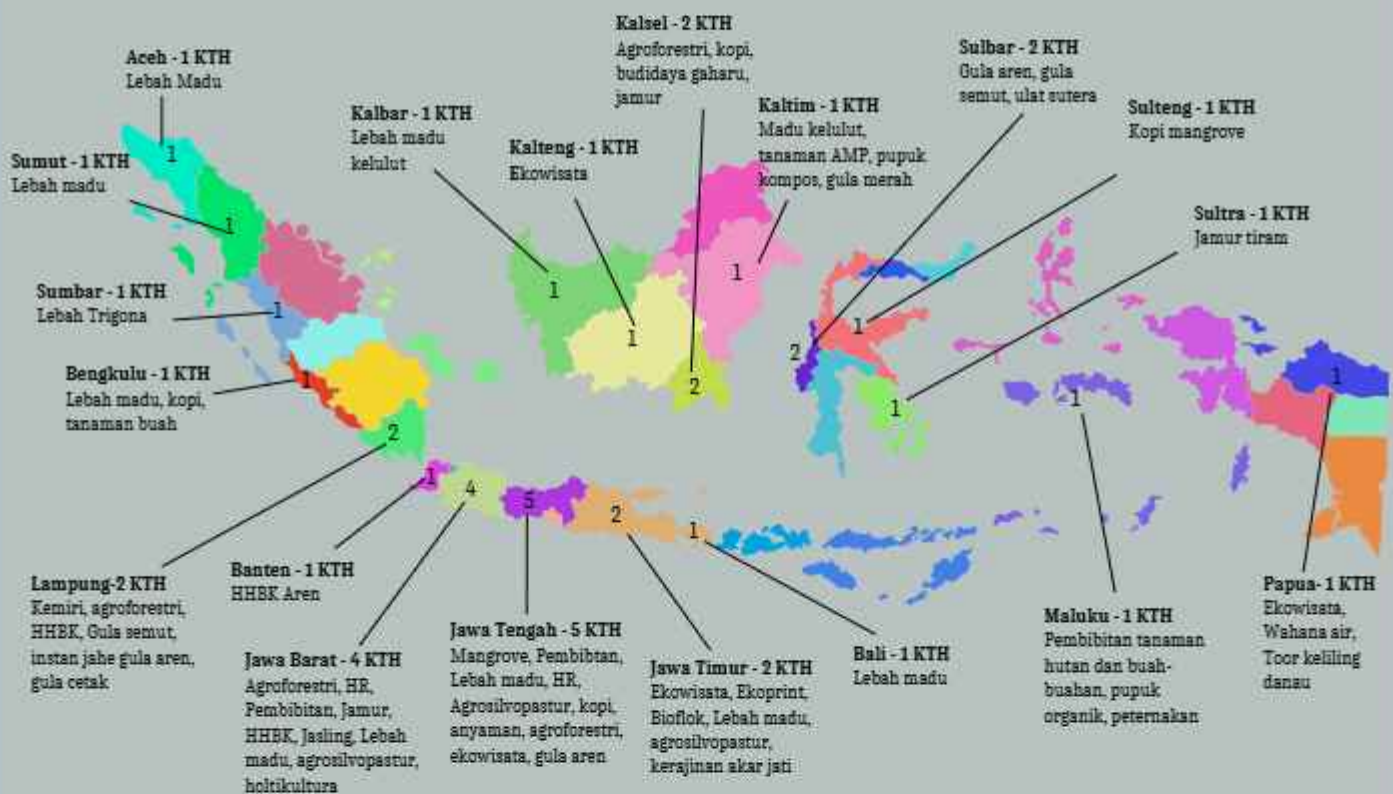 Aceh - 1 KTH
Lebah Madu
Sumut - 1 KTH
Lebah madu
Sumbar - 1 KTH
Lebah Trigona
Bengkulu - 1 KTH
Lebah madu, kopi,
tanaman buah
Lampung-2 KTH
Kemiri, agroforestri,
HHBK, Gula semut,
instan jahe gula aren,
gula cetak
Banten - 1 KTH
HHBK Aren
Jawa Barat - 4 KTH
Agroforestri, HR,
Pembibitan, Jamur,
HHBK, Jasling, Lebah
madu, agrosilvopastur,
holtikultura
Jawa Tengah - 5 KTH
Mangrove, Pembibtan,
Lebah madu, HR,
Agrosilvopastur, kopi,
anyaman, agroforestri,
ekowisata, gula aren
Jawa Timur - 2 KTH
Ekowisata, Ekoprint,
Bioflok, Lebah madu,
agrosilvopastur,
kerajinan akar jati
Bali - 1 KTH
Lebah madu
Kalbar - 1 KTH
Lebah madu
kelulut
Kalteng - 1 KTH
Ekowisata
Kalsel - 2 KTH
Agroforestri, kopi,
budidaya gaharu,
jamur
Kaltim - 1 KTH
Madu kelulut,
tanaman AMP, pupuk
kompos, gula merah
Sulbar - 2 KTH
Gula aren, gula
semut, ulat sutera
Sulteng - 1 KTH
Kopi mangrove
Sultra - 1 KTH
Jamur tiram
Maluku - 1 KTH
Pembibitan tanaman
hutan dan buah-
buahan, pupuk
organik, peternakan
Papua- 1 KTH
Ekowisata,
Wahana air,
Toor keliling
danau
1
1
1
1
2
1
4
5
2
1
1
1
2
1
2
1
1
1
1